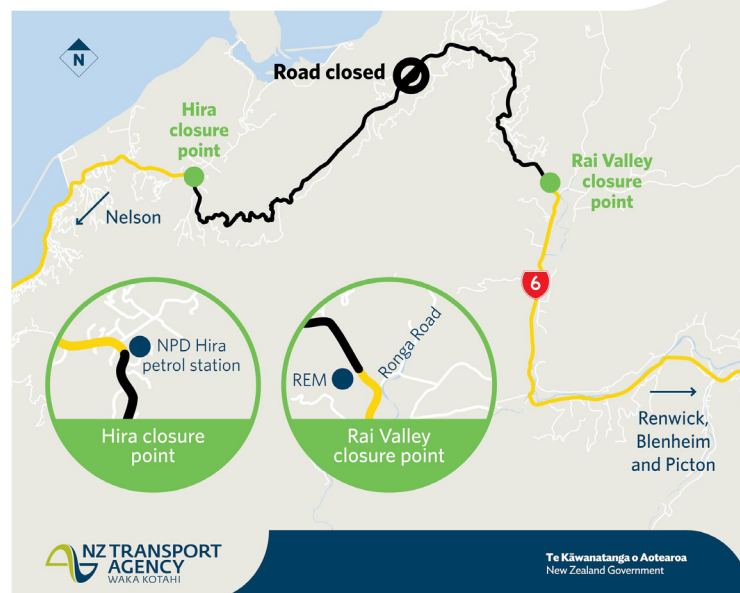 N
Road closed
Hira
closure
point
Rai Valley
closure
point
Nelson
6
NPD Hira
petrol station
Hira closure
point
Ronga Road
REM
Rai Valley
closure point
Renwick,
Blenheim
and Picton
NZ TRANSPORT
AGENCY
WAKA KOTAHI
Te Kāwanatanga o Aotearoa
New Zealand Government